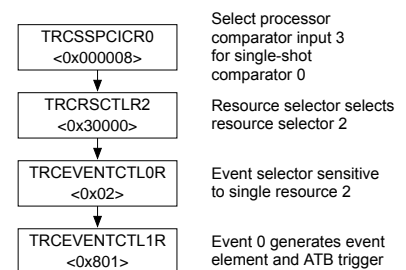 TRCSSPCICR0
<0x000008>
Select processor
comparator input 3
for single-shot
comparator 0
TRCRSCTLR2
<0x30000>
Resource selector selects
resource selector 2
TRCEVENTCTL0R
<0x02>
Event selector sensitive
to single resource 2
TRCEVENTCTL1R
<0x801>
Event 0 generates event
element and ATB trigger